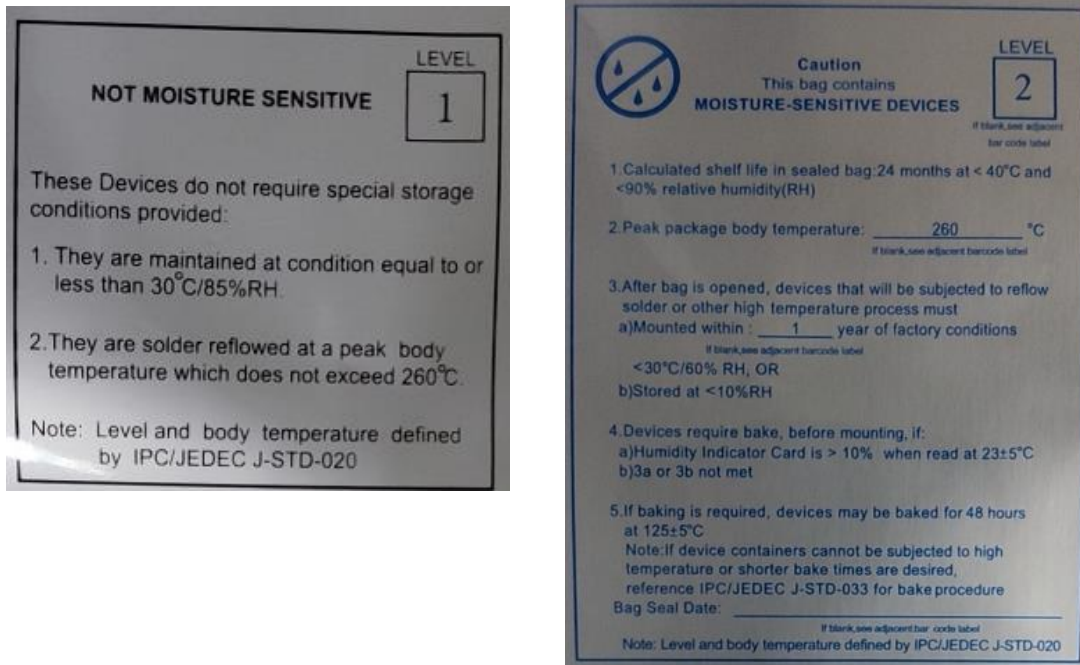 LEVEL
1
NOT MOISTURE SENSITIVE
These Devices do not require special storage
conditions provided:
1. They are maintained at condition equal to or
less than 30°C/85%RH.
2.They are solder reflowed at a peak body
temperature which does not exceed 260℃.
Note: Level and body temperature defined
by IPC/JEDEC J-STD-020
LEVEL
2
Caution
This bag contains
MOISTURE-SENSITIVE DEVICES
If blank,see adjacent
bar code label
1.Calculated shelf life in sealed bag:24 months at < 40°C and
<90% relative humidity(RH)
2.Peak package body temperature: 260 °C
If blank,see adjacent barcode label
3.After bag is opened, devices that will be subjected to reflow
solder or other high temperature process must
a)Mounted within : 1 year of factory conditions
If blank,see adjacent barcode label
<30°C/60% RH, OR
b)Stored at <10%RH
4.Devices require bake, before mounting, if:
a)Humidity Indicator Card is > 10% when read at 23±5°C
b)3a or 3b not met
5.If baking is required, devices may be baked for 48 hours
at 125±5°C
Note:If device containers cannot be subjected to high
temperature or shorter bake times are desired,
reference IPC/JEDEC J-STD-033 for bake procedure
Bag Seal Date:
If blank,see adjacent bar code label
Note: Level and body temperature defined by IPC/JEDEC J-STD-020